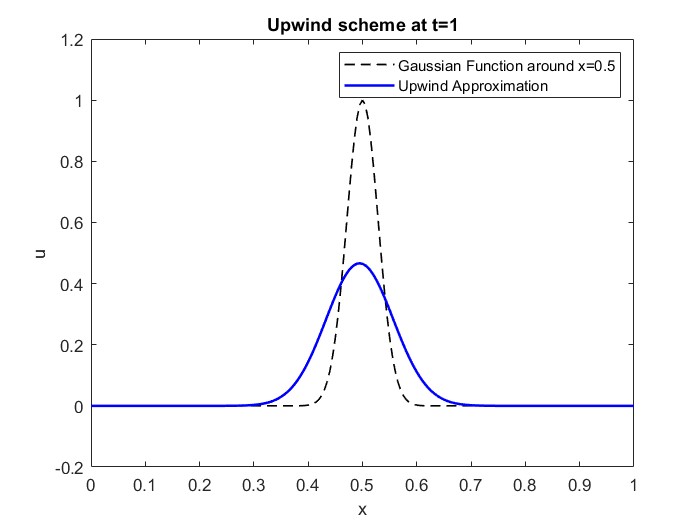 Upwind scheme at t=1
1.2
1
0.8
0.6
0.4
0.2
0
-0.2
u
Gaussian Function around x=0.5
Upwind Approximation
0 0.1 0.2 0.3 0.4 0.5 0.6 0.7 0.8 0.9 1
x